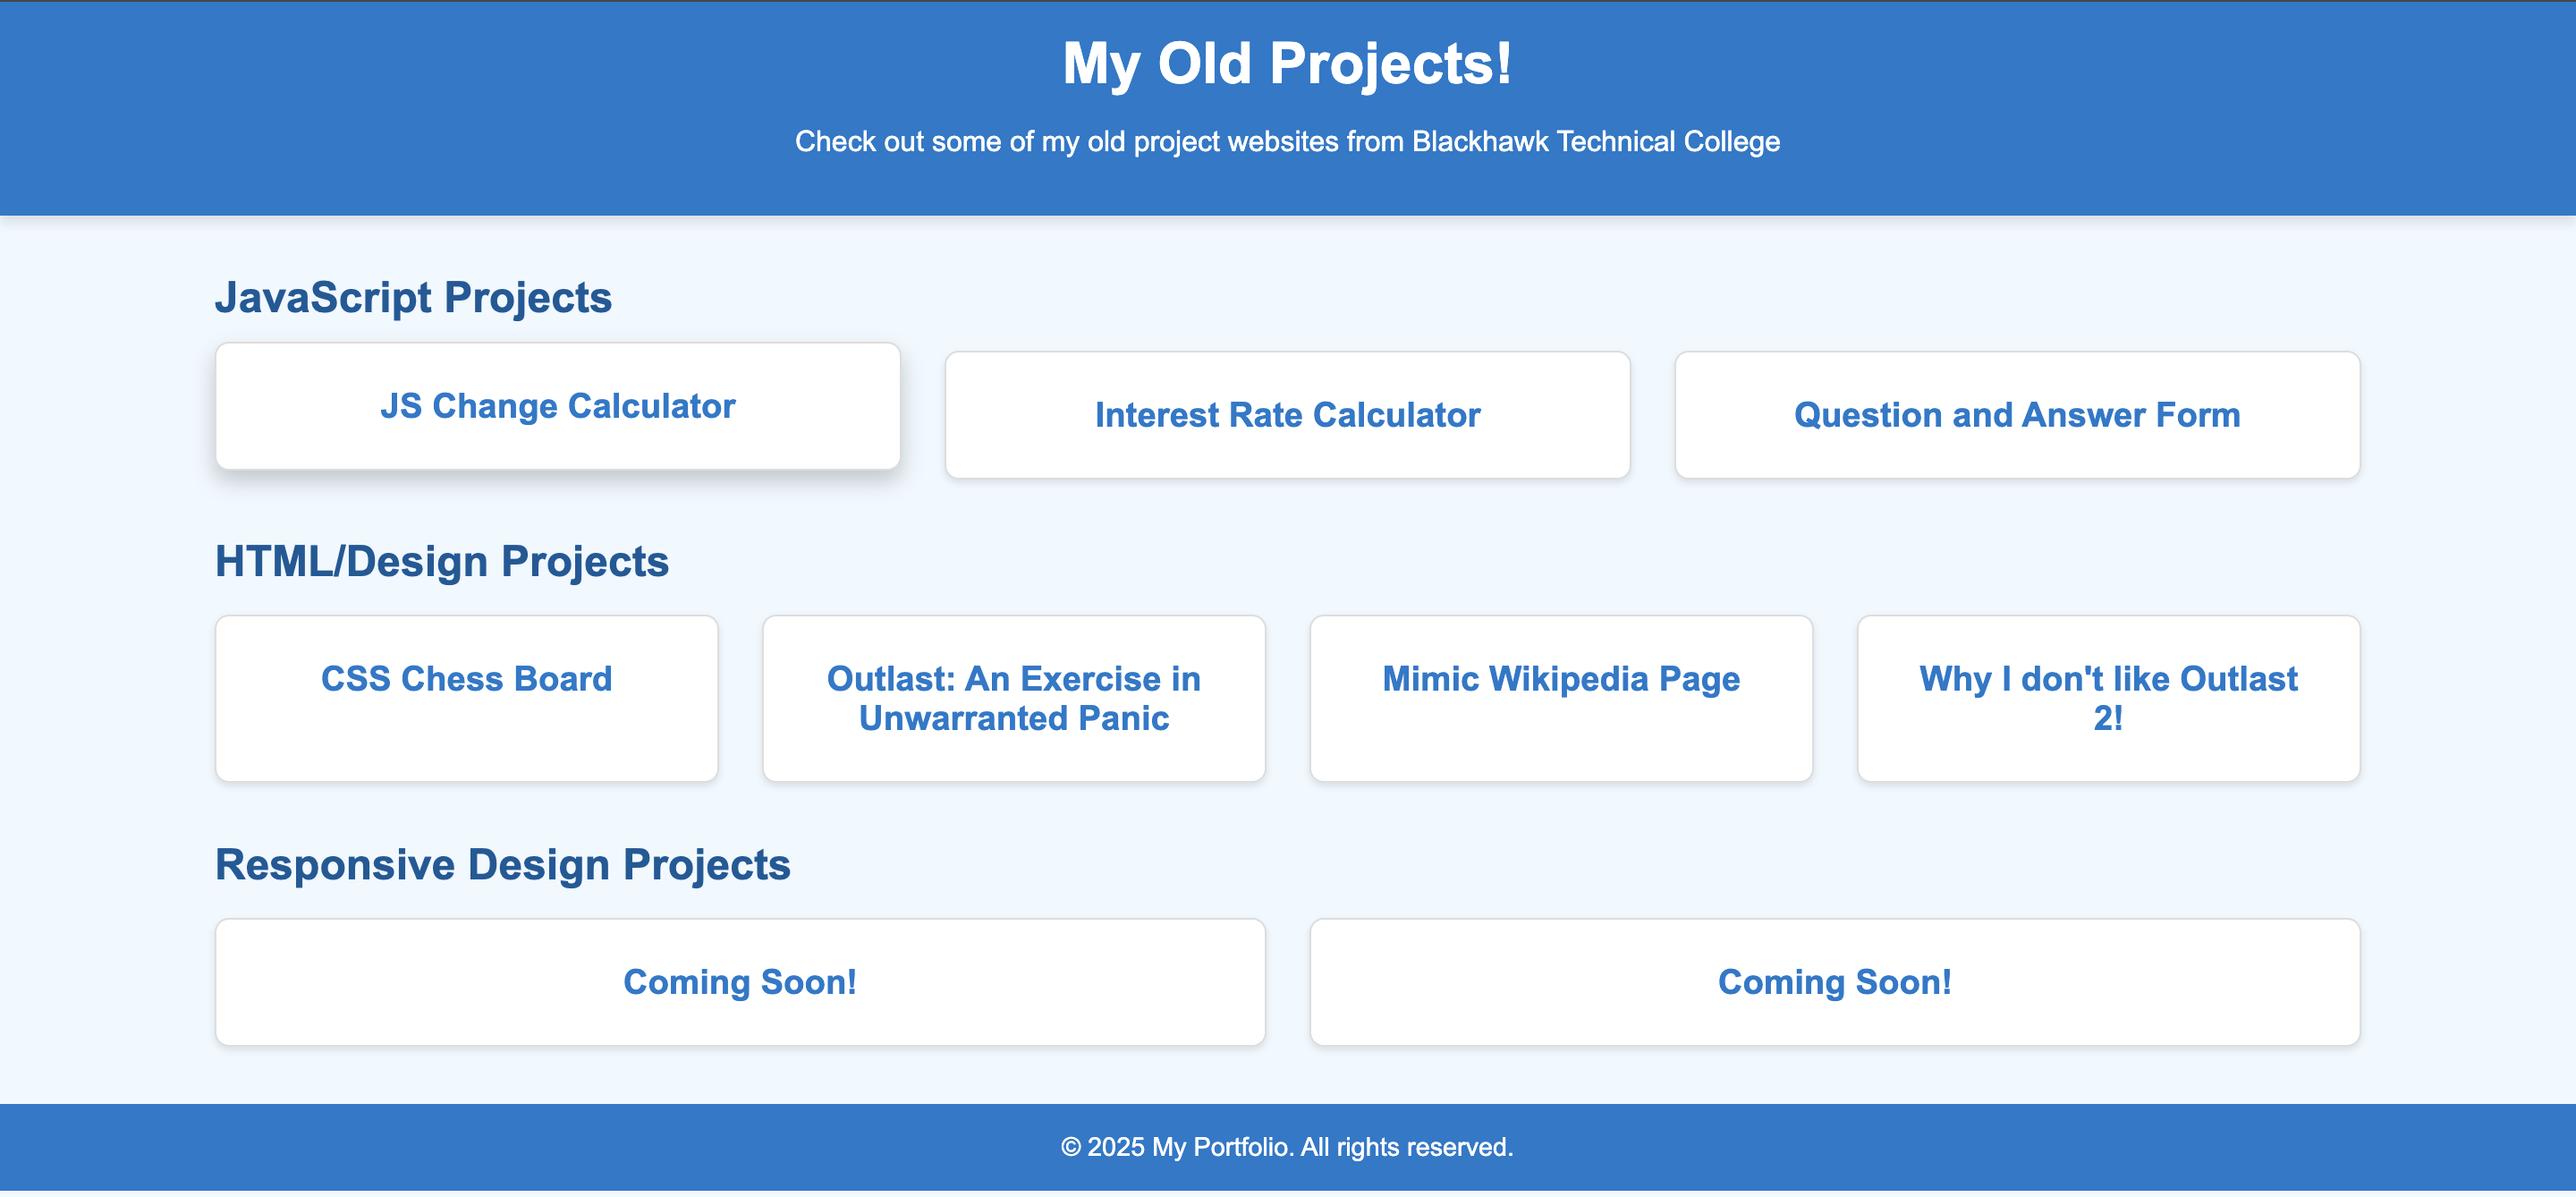 My Old Projects!
Check out some of my old project websites from Blackhawk Technical College
JavaScript Projects
JS Change Calculator
Interest Rate Calculator
Question and Answer Form
HTML/Design Projects
CSS Chess Board
Outlast: An Exercise in
Unwarranted Panic
Mimic Wikipedia Page
Why I don't like Outlast
2!
Responsive Design Projects
Coming Soon!
Coming Soon!
© 2025 My Portfolio. All rights reserved.